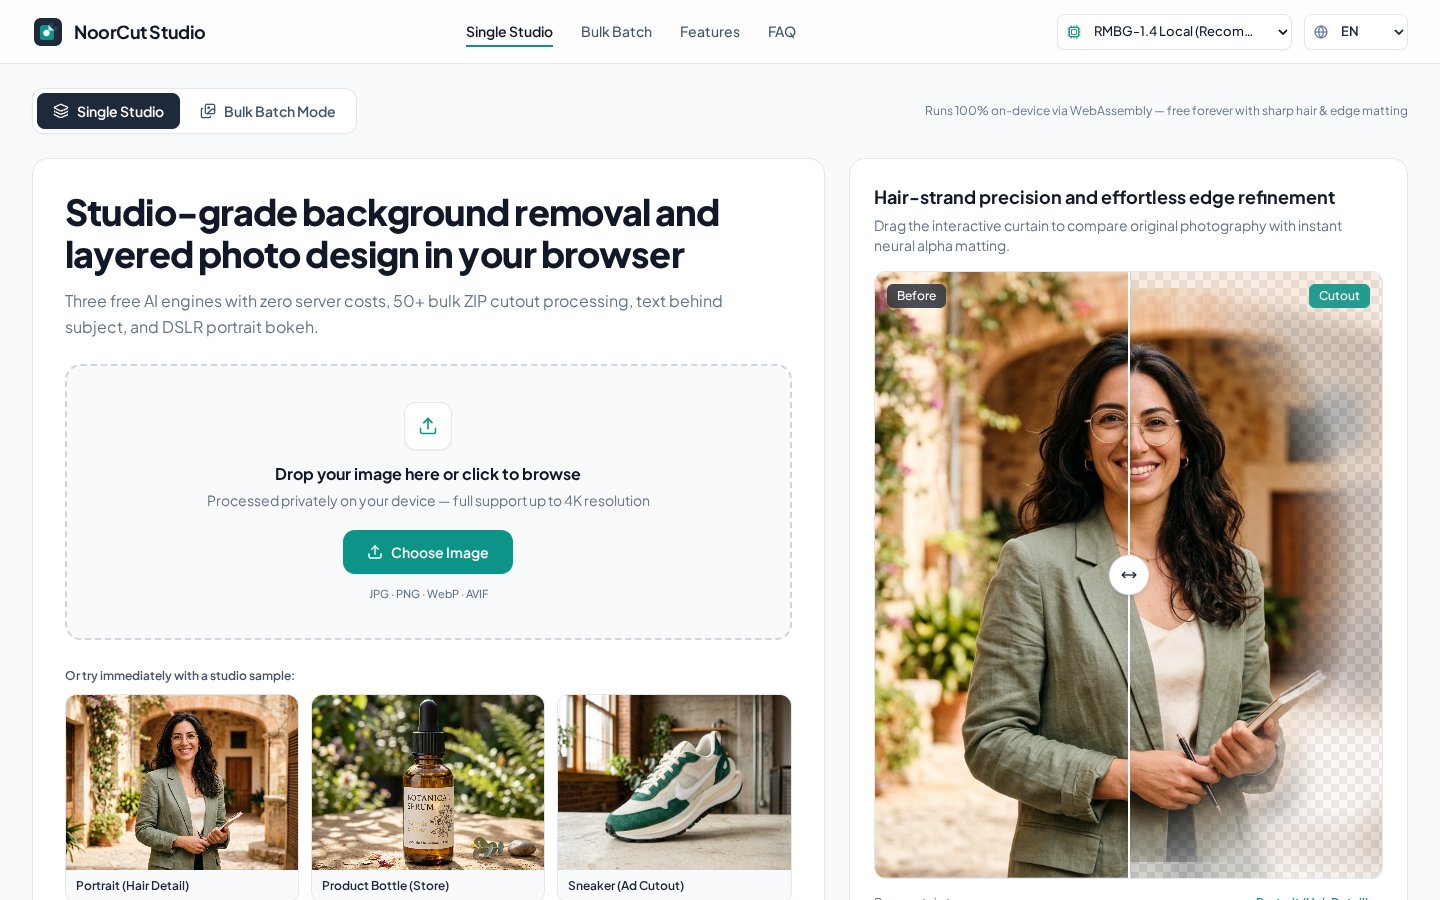 NoorCut Studio
Single Studio
Bulk Batch
Features
FAQ
RMBG-1.4 Local (Recom...
EN
Single Studio
Bulk Batch Mode
Runs 100% on-device via WebAssembly — free forever with sharp hair & edge matting
Studio-grade background removal and
layered photo design in your browser
Three free AI engines with zero server costs, 50+ bulk ZIP cutout processing, text behind
subject, and DSLR portrait bokeh.
Drop your image here or click to browse
Processed privately on your device — full support up to 4K resolution
Choose Image
JPG · PNG · WebP · AVIF
Or try immediately with a studio sample:
BOTANICAL
SERUM
Portrait (Hair Detail)
Product Bottle (Store)
Sneaker (Ad Cutout)
Hair-strand precision and effortless edge refinement
Drag the interactive curtain to compare original photography with instant
neural alpha matting.
Before
Cutout